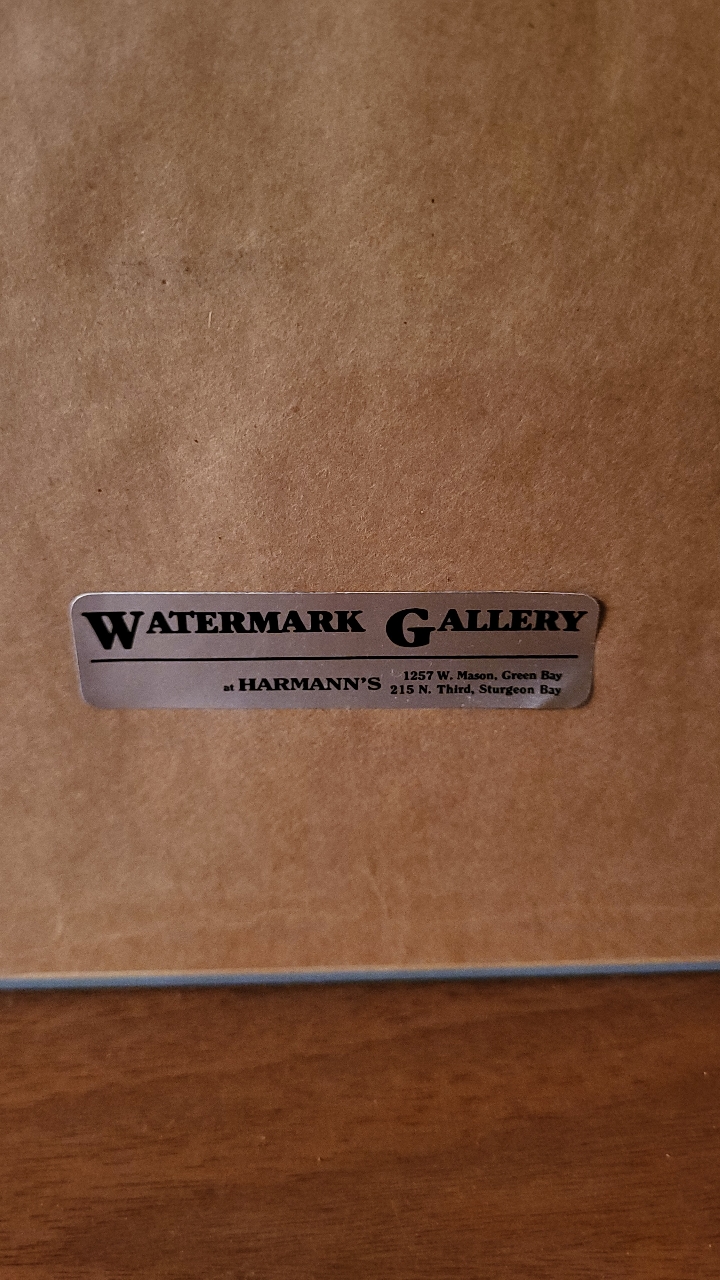 WATERMARK GALLERY
at HARMANN'S 1257 W. Mason, Green Bay
215 N. Third, Sturgeon Bay